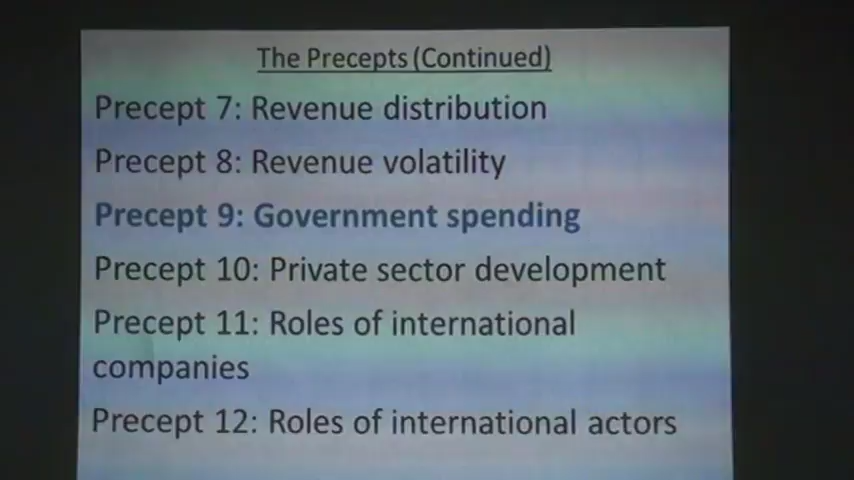 The Precepts (Continued)
Precept 7: Revenue distribution
Precept 8: Revenue volatility
Precept 9: Government spending
Precept 10: Private sector development
Precept 11: Roles of international
companies
Precept 12: Roles of international actors